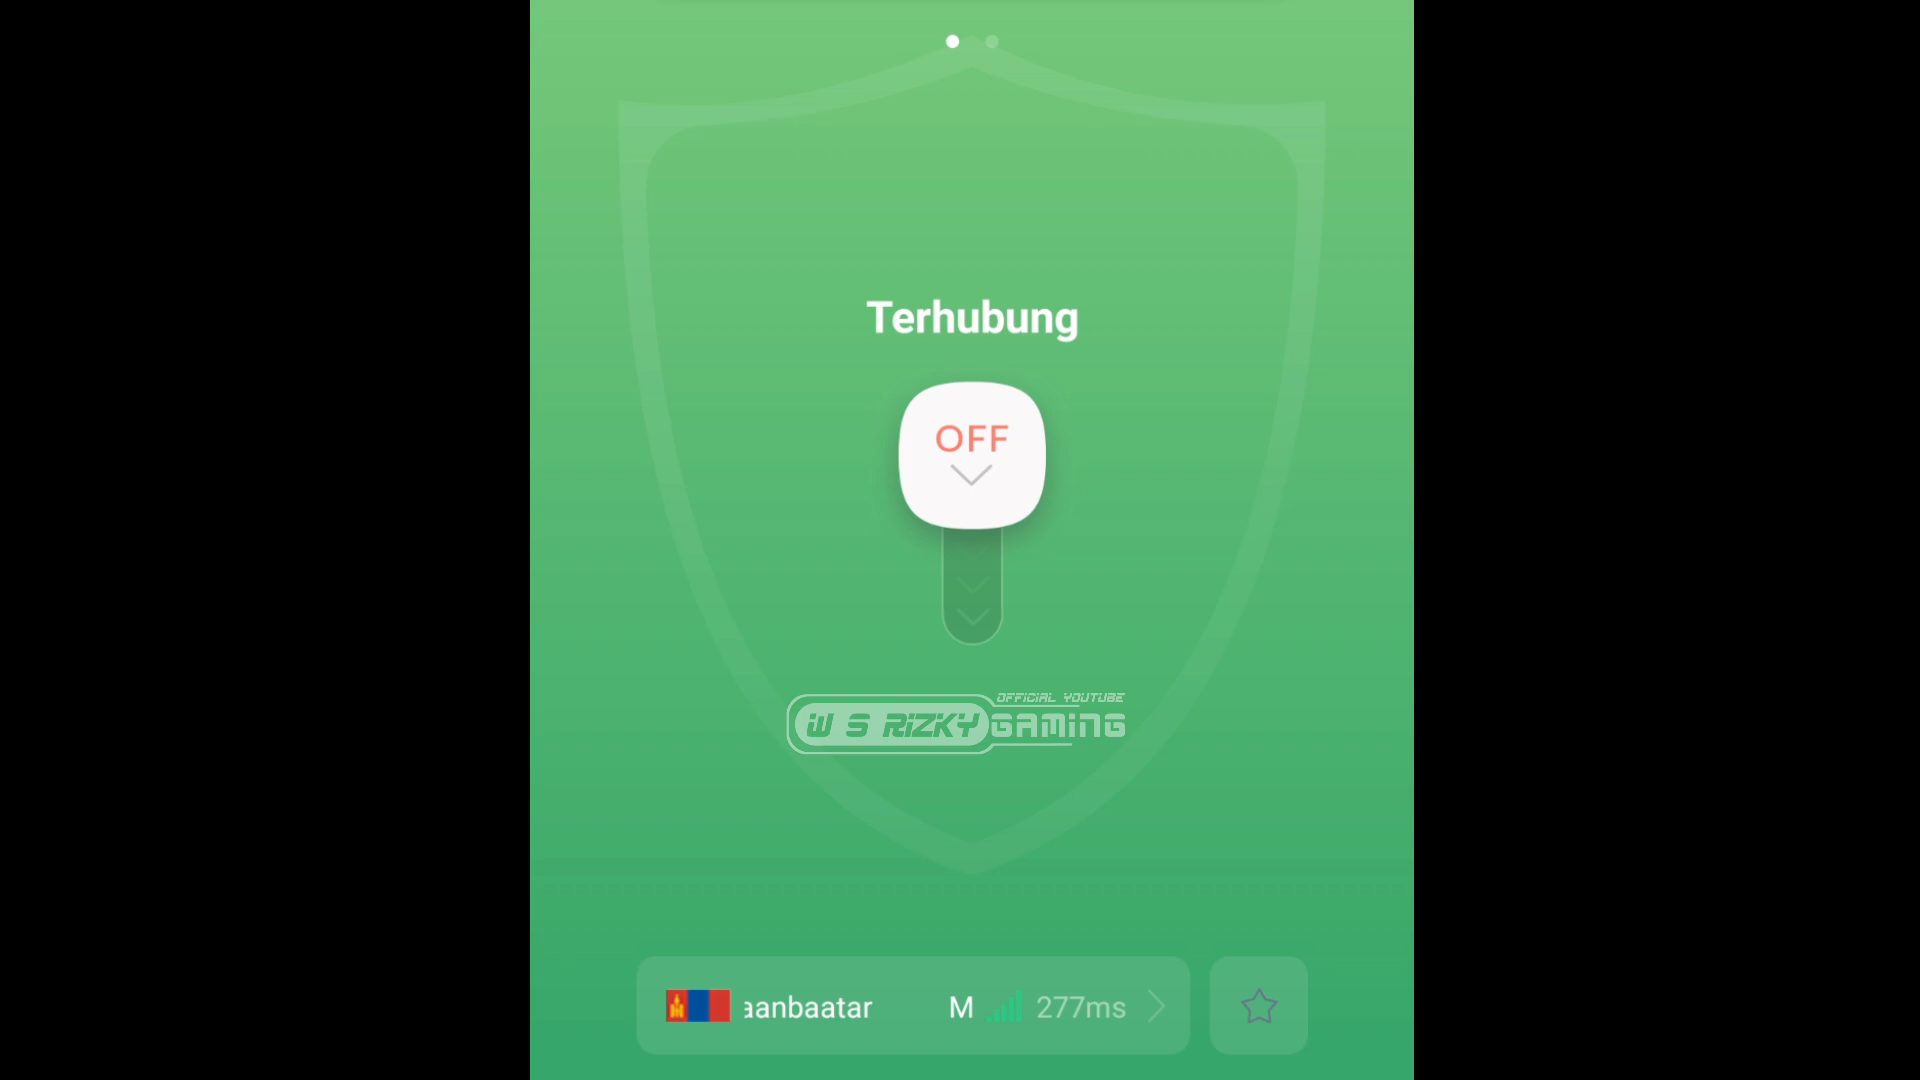 Terhubung
OFF
OFFICIAL YOUTUBE
W S RIZKY GAMING
aanbaatar M 277ms